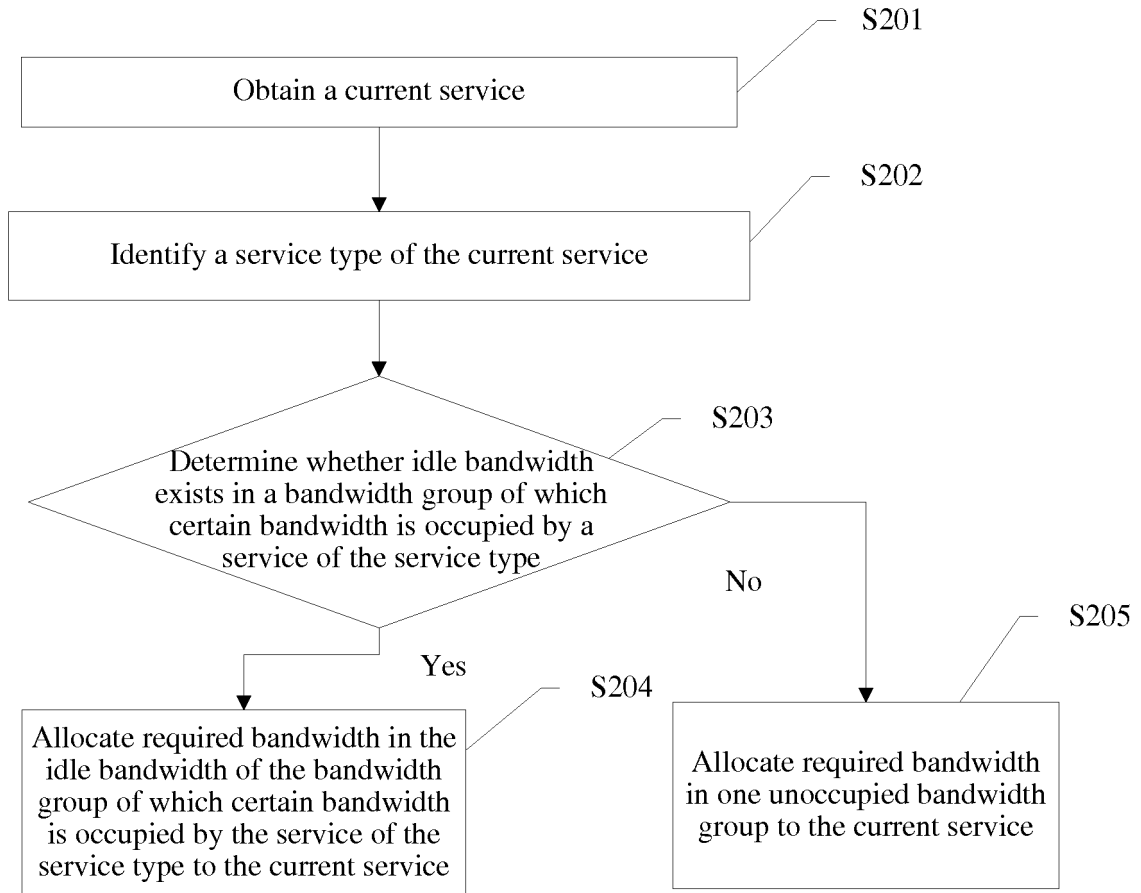 S201
Obtain a current service
S202
Identify a service type of the current service
S203
Determine whether idle bandwidth
exists in a bandwidth group of which
certain bandwidth is occupied by a
service of the service type
No
S205
Yes
S204
Allocate required bandwidth in the
idle bandwidth of the bandwidth
group of which certain bandwidth
is occupied by the service of the
service type to the current service
Allocate required bandwidth
in one unoccupied bandwidth
group to the current service